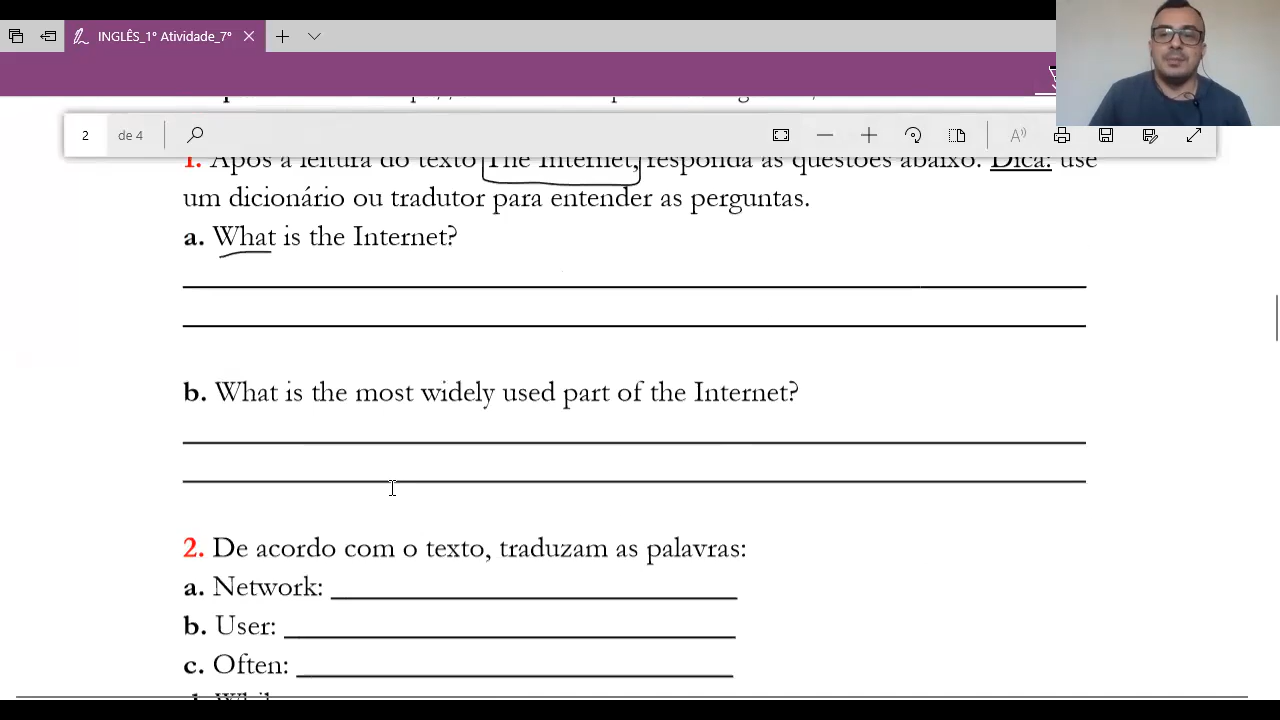 INGLÊS_1º Atividade_7º
2 de 4
1. Após a leitura do texto The Internet, responda as questões abaixo. Dica: use
um dicionário ou tradutor para entender as perguntas.
a. What is the Internet?
b. What is the most widely used part of the Internet?
2. De acordo com o texto, traduzam as palavras:
a. Network:
b. User:
c. Often: